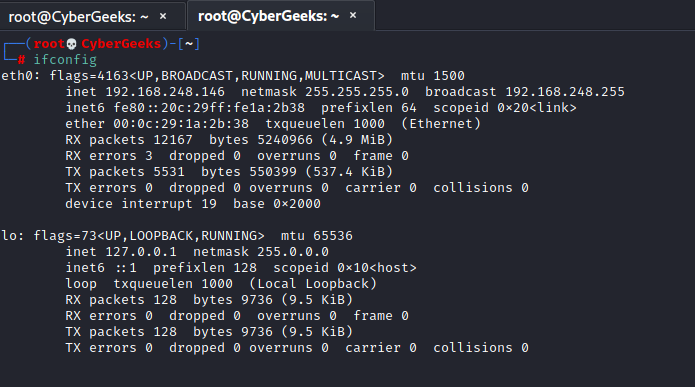 root@CyberGeeks: ~ × root@CyberGeeks: ~ ×
┌──(root💀CyberGeeks)-[~]
└─# ifconfig
eth0: flags=4163<UP,BROADCAST,RUNNING,MULTICAST>  mtu 1500
        inet 192.168.248.146  netmask 255.255.255.0  broadcast 192.168.248.255
        inet6 fe80::20c:29ff:fe1a:2b38  prefixlen 64  scopeid 0×20<link>
        ether 00:0c:29:1a:2b:38  txqueuelen 1000  (Ethernet)
        RX packets 12167  bytes 5240966 (4.9 MiB)
        RX errors 3  dropped 0  overruns 0  frame 0
        TX packets 5531  bytes 550399 (537.4 KiB)
        TX errors 0  dropped 0 overruns 0  carrier 0  collisions 0
        device interrupt 19  base 0×2000

lo: flags=73<UP,LOOPBACK,RUNNING>  mtu 65536
        inet 127.0.0.1  netmask 255.0.0.0
        inet6 ::1  prefixlen 128  scopeid 0×10<host>
        loop  txqueuelen 1000  (Local Loopback)
        RX packets 128  bytes 9736 (9.5 KiB)
        RX errors 0  dropped 0  overruns 0  frame 0
        TX packets 128  bytes 9736 (9.5 KiB)
        TX errors 0  dropped 0 overruns 0  carrier 0  collisions 0